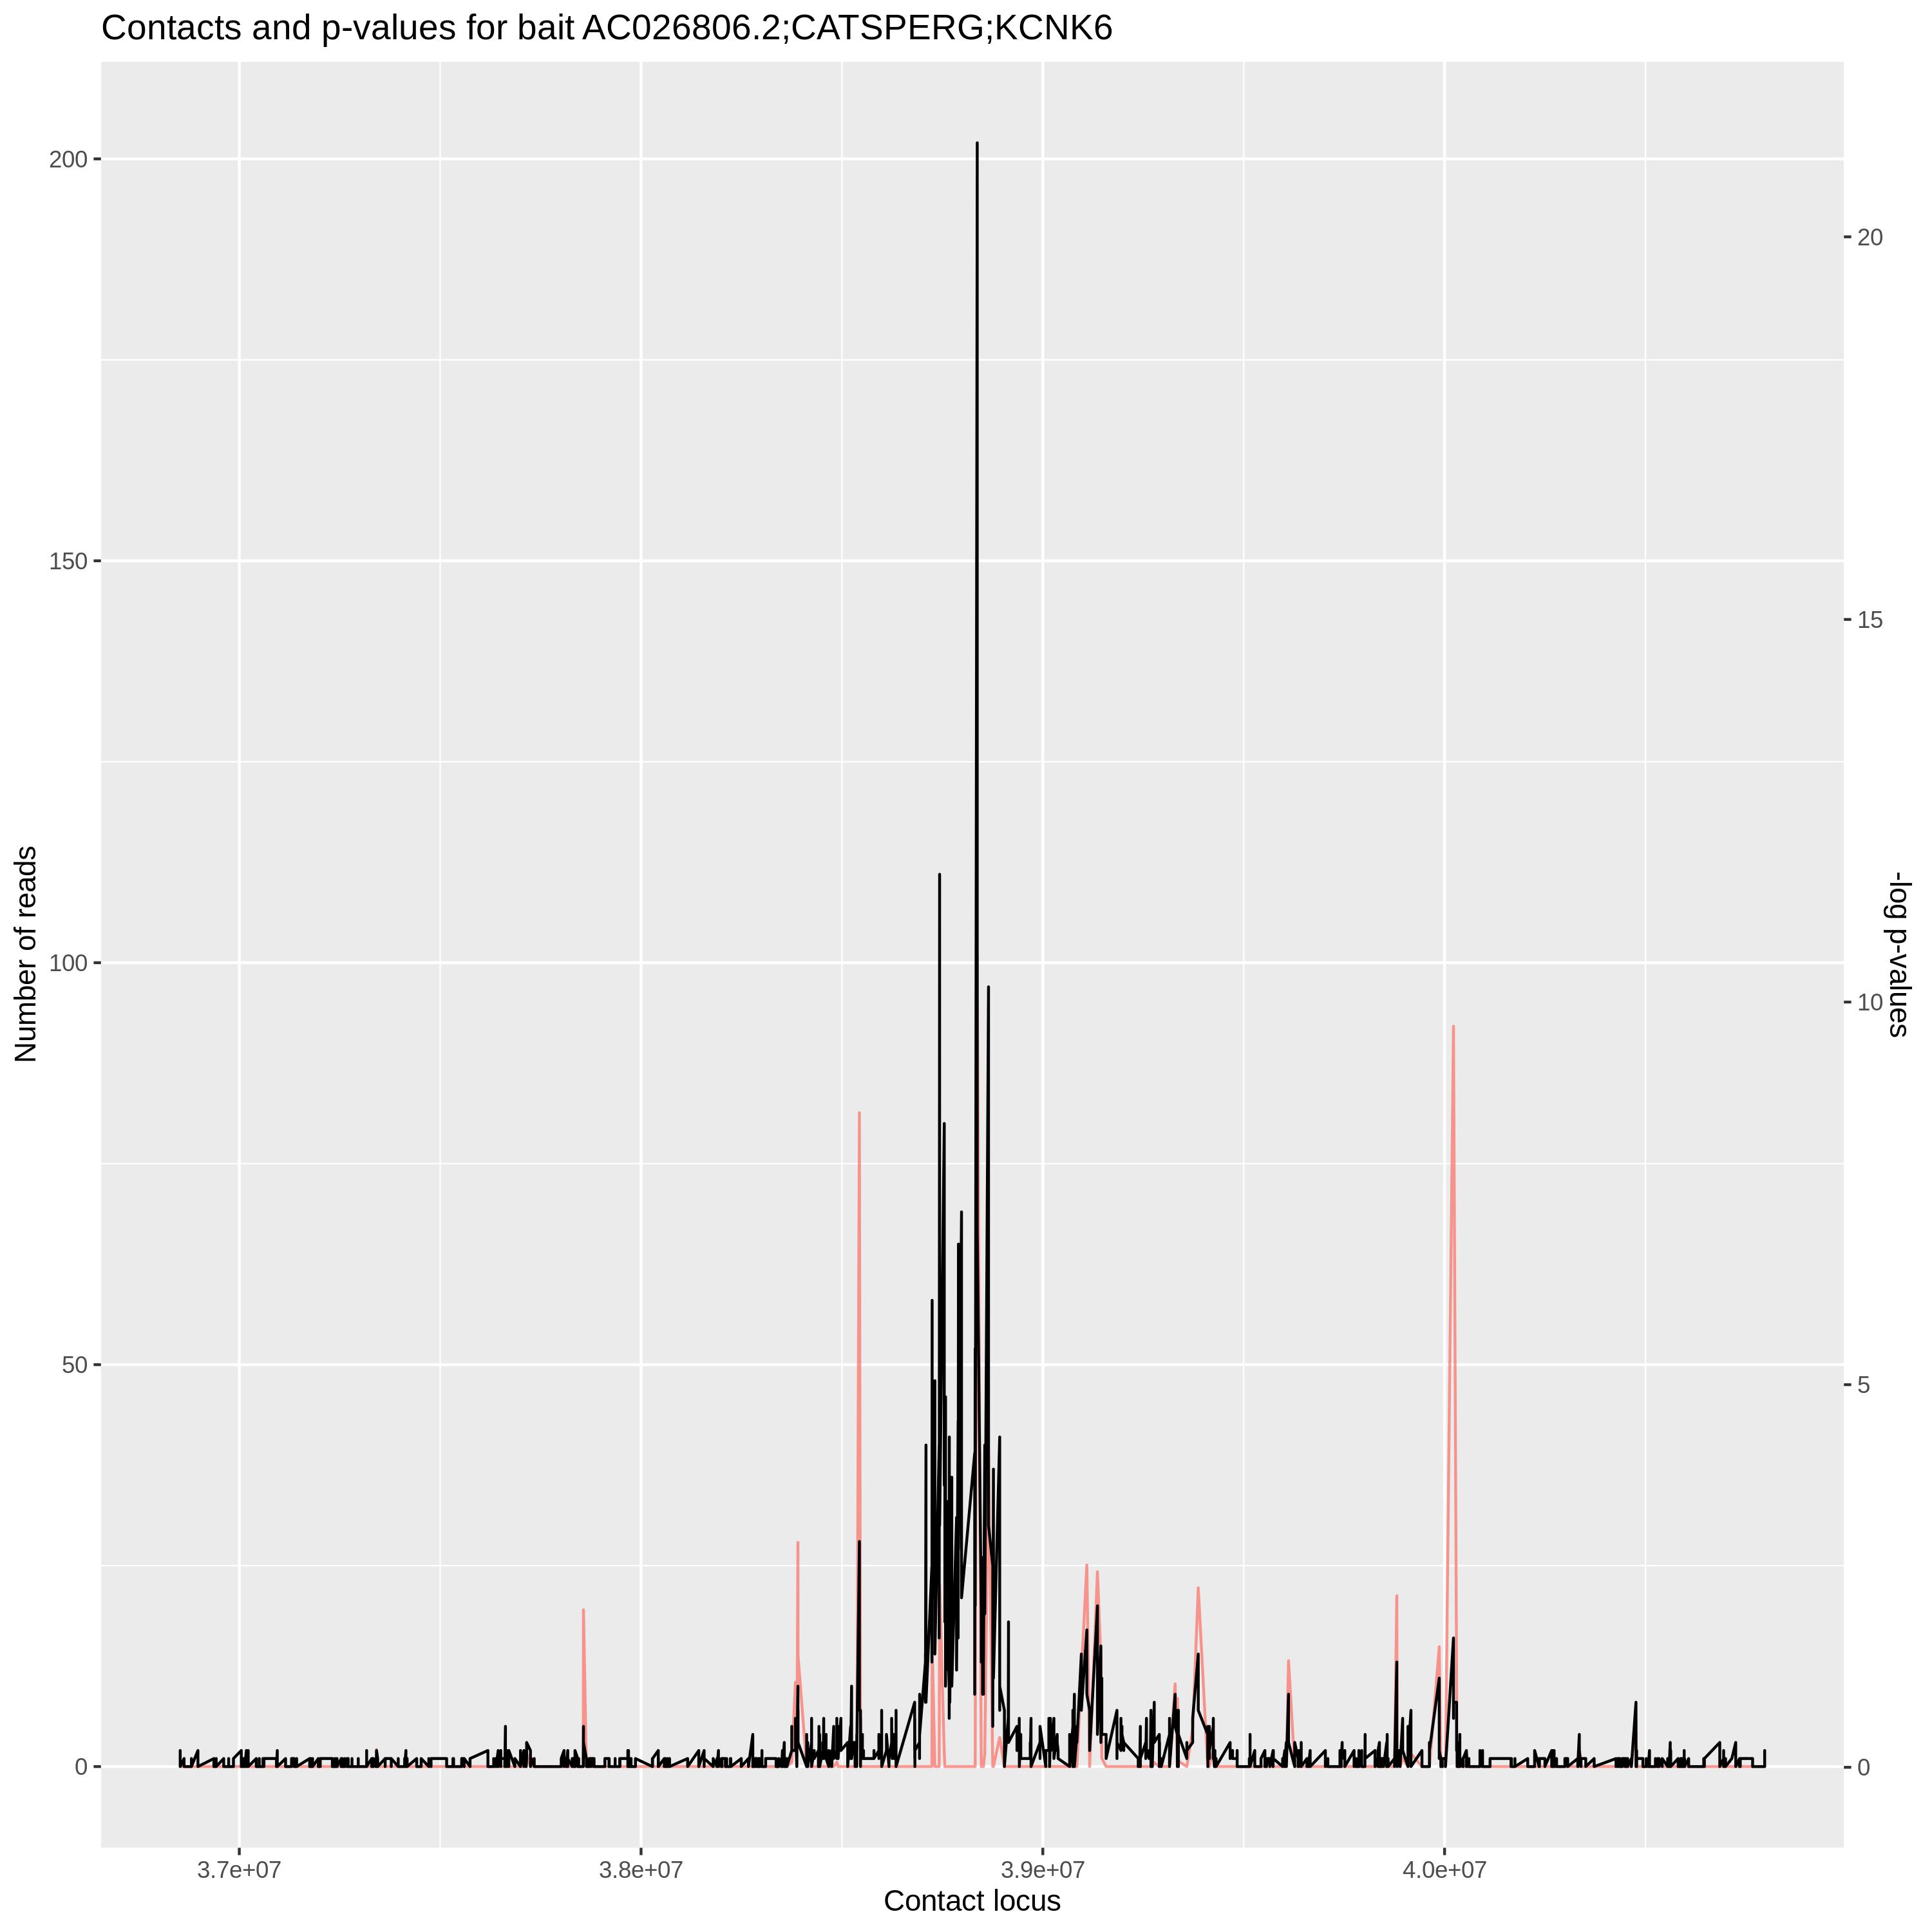 Contacts and p-values for bait AC026806.2;CATSPERG;KCNK6
200
150
100
50
0
Number of reads
20
15
10
5
0
-log p-values
3.7e+07
3.8e+07
3.9e+07
4.0e+07
Contact locus